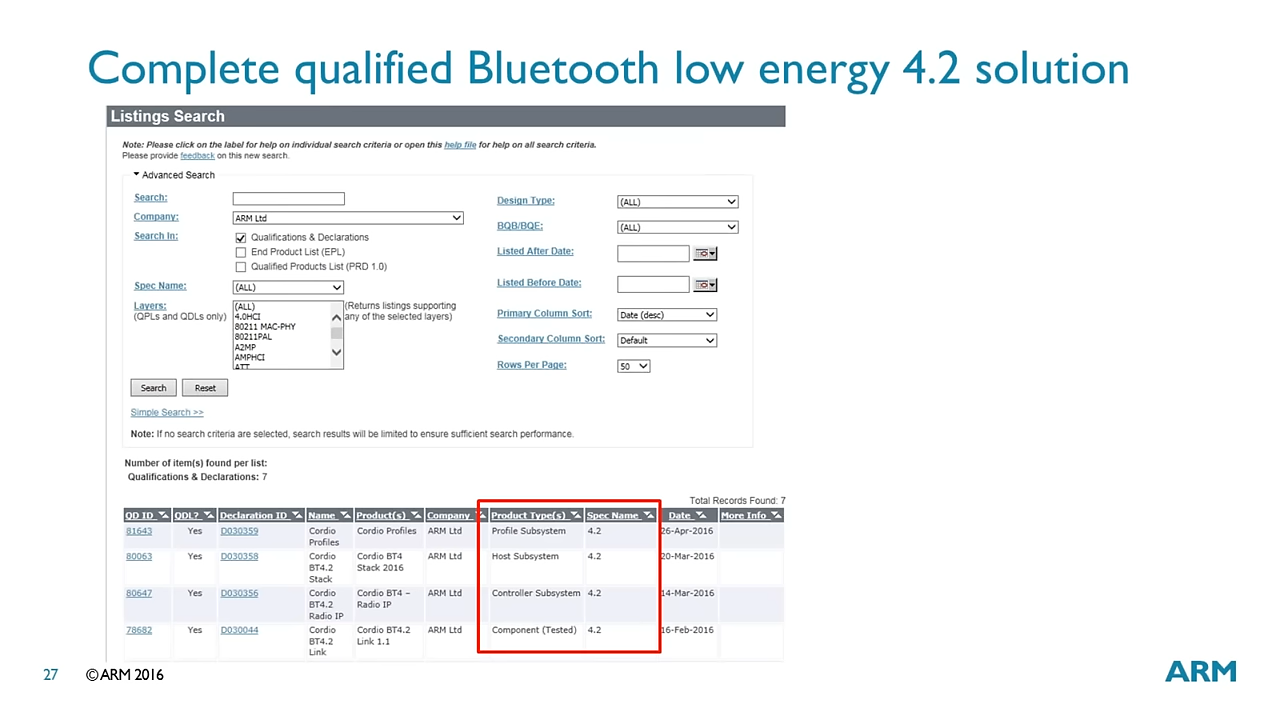 Complete qualified Bluetooth low energy 4.2 solution
Listings Search
Note: Please click on the label for help on individual search criteria or open this help file for help on all search criteria.
Please provide feedback on this new search.
Advanced Search
Search:
Company: ARM Ltd
Search In: Qualifications & Declarations
End Product List (EPL)
Qualified Products List (PRD 1.0)
Spec Name: (ALL)
Layers:
(QPLs and QDLs only)
(ALL)
4.0HCI
80211 MAC-PHY
80211PAL
A2MP
AMPHCI
ATT
(Returns listings supporting
any of the selected layers)
Design Type: (ALL)
BQB/BQE: (ALL)
Listed After Date:
Listed Before Date:
Primary Column Sort: Date (desc)
Secondary Column Sort: Default
Rows Per Page: 50
Search Reset
Simple Search >>
Note: If no search criteria are selected, search results will be limited to ensure sufficient search performance.
Number of item(s) found per list:
Qualifications & Declarations: 7
Total Records Found: 7
QD ID QDL? Declaration ID Name Product(s) Company Product Type(s) Spec Name Date More Info
81643 Yes D030359 Cordio Profiles Cordio Profiles ARM Ltd Profile Subsystem 4.2 26-Apr-2016
80063 Yes D030358 Cordio BT4.2 Stack Cordio BT4 Stack 2016 ARM Ltd Host Subsystem 4.2 20-Mar-2016
80647 Yes D030356 Cordio BT4.2 Radio IP Cordio BT4 – Radio IP ARM Ltd Controller Subsystem 4.2 14-Mar-2016
78682 Yes D030044 Cordio BT4.2 Link Cordio BT4.2 Link 1.1 ARM Ltd Component (Tested) 4.2 16-Feb-2016
27 © ARM 2016
ARM